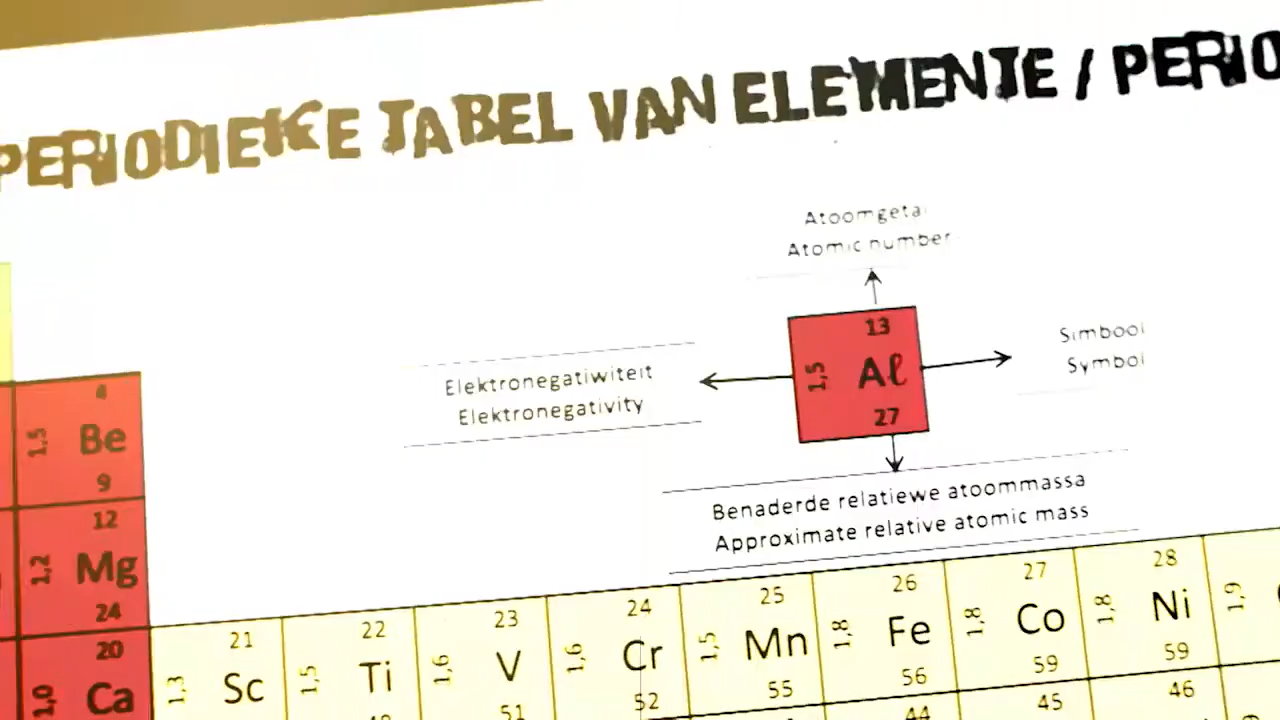 PERIODIEKE TABEL VAN ELEMENTE / PERIO
Atoomgetal
Atomic number
13
1,5 Al
27
Simbool
Symbol
Elektronegatiwiteit
Elektronegativity
Benaderde relatiewe atoommassa
Approximate relative atomic mass
4
1,5 Be
9
12
1,2 Mg
24
20
1,0 Ca
21 22 23 24 25 26 27 28
1,3 Sc 1,5 Ti 1,6 V 1,6 Cr 1,5 Mn 1,8 Fe 1,8 Co 1,8 Ni 1,9
51 52 55 56 59 59
44 45 46